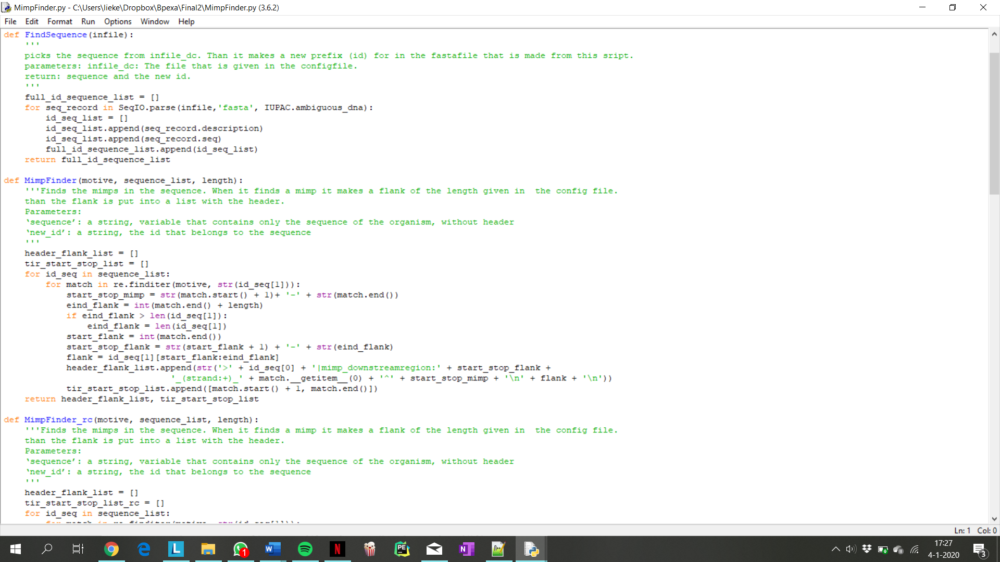 MimpFinder.py - C:\Users\lieke\Dropbox\Bpexa\Final2\MimpFinder.py (3.6.2)
File Edit Format Run Options Window Help
def FindSequence(infile):
    '''
    picks the sequence from infile_dc. Than it makes a new prefix (id) for in the fastafile that is made from this sript.
    parameters: infile_dc: The file that is given in the configfile.
    return: sequence and the new id.
    '''
    full_id_sequence_list = []
    for seq_record in SeqIO.parse(infile,'fasta', IUPAC.ambiguous_dna):
        id_seq_list = []
        id_seq_list.append(seq_record.description)
        id_seq_list.append(seq_record.seq)
        full_id_sequence_list.append(id_seq_list)
    return full_id_sequence_list
def MimpFinder(motive, sequence_list, length):
    '''Finds the mimps in the sequence. When it finds a mimp it makes a flank of the length given in  the config file.
    than the flank is put into a list with the header.
    Parameters:
    ‘sequence’: a string, variable that contains only the sequence of the organism, without header
    ‘new_id’: a string, the id that belongs to the sequence
    '''
    header_flank_list = []
    tir_start_stop_list = []
    for id_seq in sequence_list:
        for match in re.finditer(motive, str(id_seq[1])):
            start_stop_mimp = str(match.start() + 1)+ '-' + str(match.end())
            eind_flank = int(match.end() + length)
            if eind_flank > len(id_seq[1]):
                eind_flank = len(id_seq[1])
            start_flank = int(match.end())
            start_stop_flank = str(start_flank + 1) + '-' + str(eind_flank)
            flank = id_seq[1][start_flank:eind_flank]
            header_flank_list.append(str('>' + id_seq[0] + '|mimp_downstreamregion:' + start_stop_flank +
                                '_(strand:+)_' + match.__getitem__(0) + '^' + start_stop_mimp + '\n' + flank + '\n'))
            tir_start_stop_list.append([match.start() + 1, match.end()])
    return header_flank_list, tir_start_stop_list
def MimpFinder_rc(motive, sequence_list, length):
    '''Finds the mimps in the sequence. When it finds a mimp it makes a flank of the length given in  the config file.
    than the flank is put into a list with the header.
    Parameters:
    ‘sequence’: a string, variable that contains only the sequence of the organism, without header
    ‘new_id’: a string, the id that belongs to the sequence
    '''
    header_flank_list = []
    tir_start_stop_list_rc = []
    for id_seq in sequence_list:
        for match in re.finditer(motive, str(id_seq[1])):
Ln: 1 Col: 0
17:27
4-1-2020